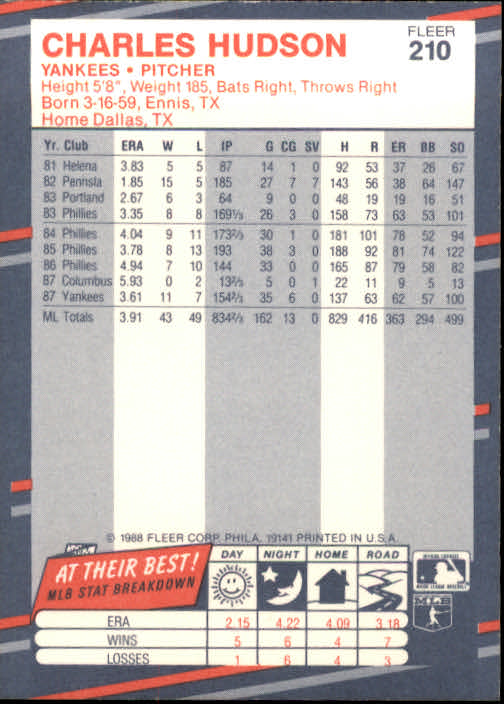 CHARLES HUDSON
FLEER
210
YANKEES • PITCHER
Height 5'8", Weight 185, Bats Right, Throws Right
Born 3-16-59, Ennis, TX
Home Dallas, TX
Yr. Club ERA W L IP G CG SV H R ER BB SO
81 Helena 3.83 5 5 87 14 1 0 92 53 37 26 67
82 Pennsla 1.85 15 5 185 27 7 7 143 56 38 64 147
83 Portland 2.67 6 3 64 9 0 0 48 19 19 16 51
83 Phillies 3.35 8 8 169⅓ 26 3 0 158 73 63 53 101
84 Phillies 4.04 9 11 173⅔ 30 1 0 181 101 78 52 94
85 Phillies 3.78 8 13 193 38 3 0 188 92 81 74 122
86 Phillies 4.94 7 10 144 33 0 0 165 87 79 58 82
87 Columbus 5.93 0 2 13⅔ 5 0 1 22 11 9 5 13
87 Yankees 3.61 11 7 154⅔ 35 6 0 137 63 62 57 100
ML Totals 3.91 43 49 834⅔ 162 13 0 829 416 363 294 499
© 1988 FLEER CORP. PHILA. 19141 PRINTED IN U.S.A.
AT THEIR BEST!
MLB STAT BREAKDOWN
DAY NIGHT HOME ROAD
ERA 2.15 4.22 4.09 3.18
WINS 5 6 4 7
LOSSES 1 6 4 3
MLB